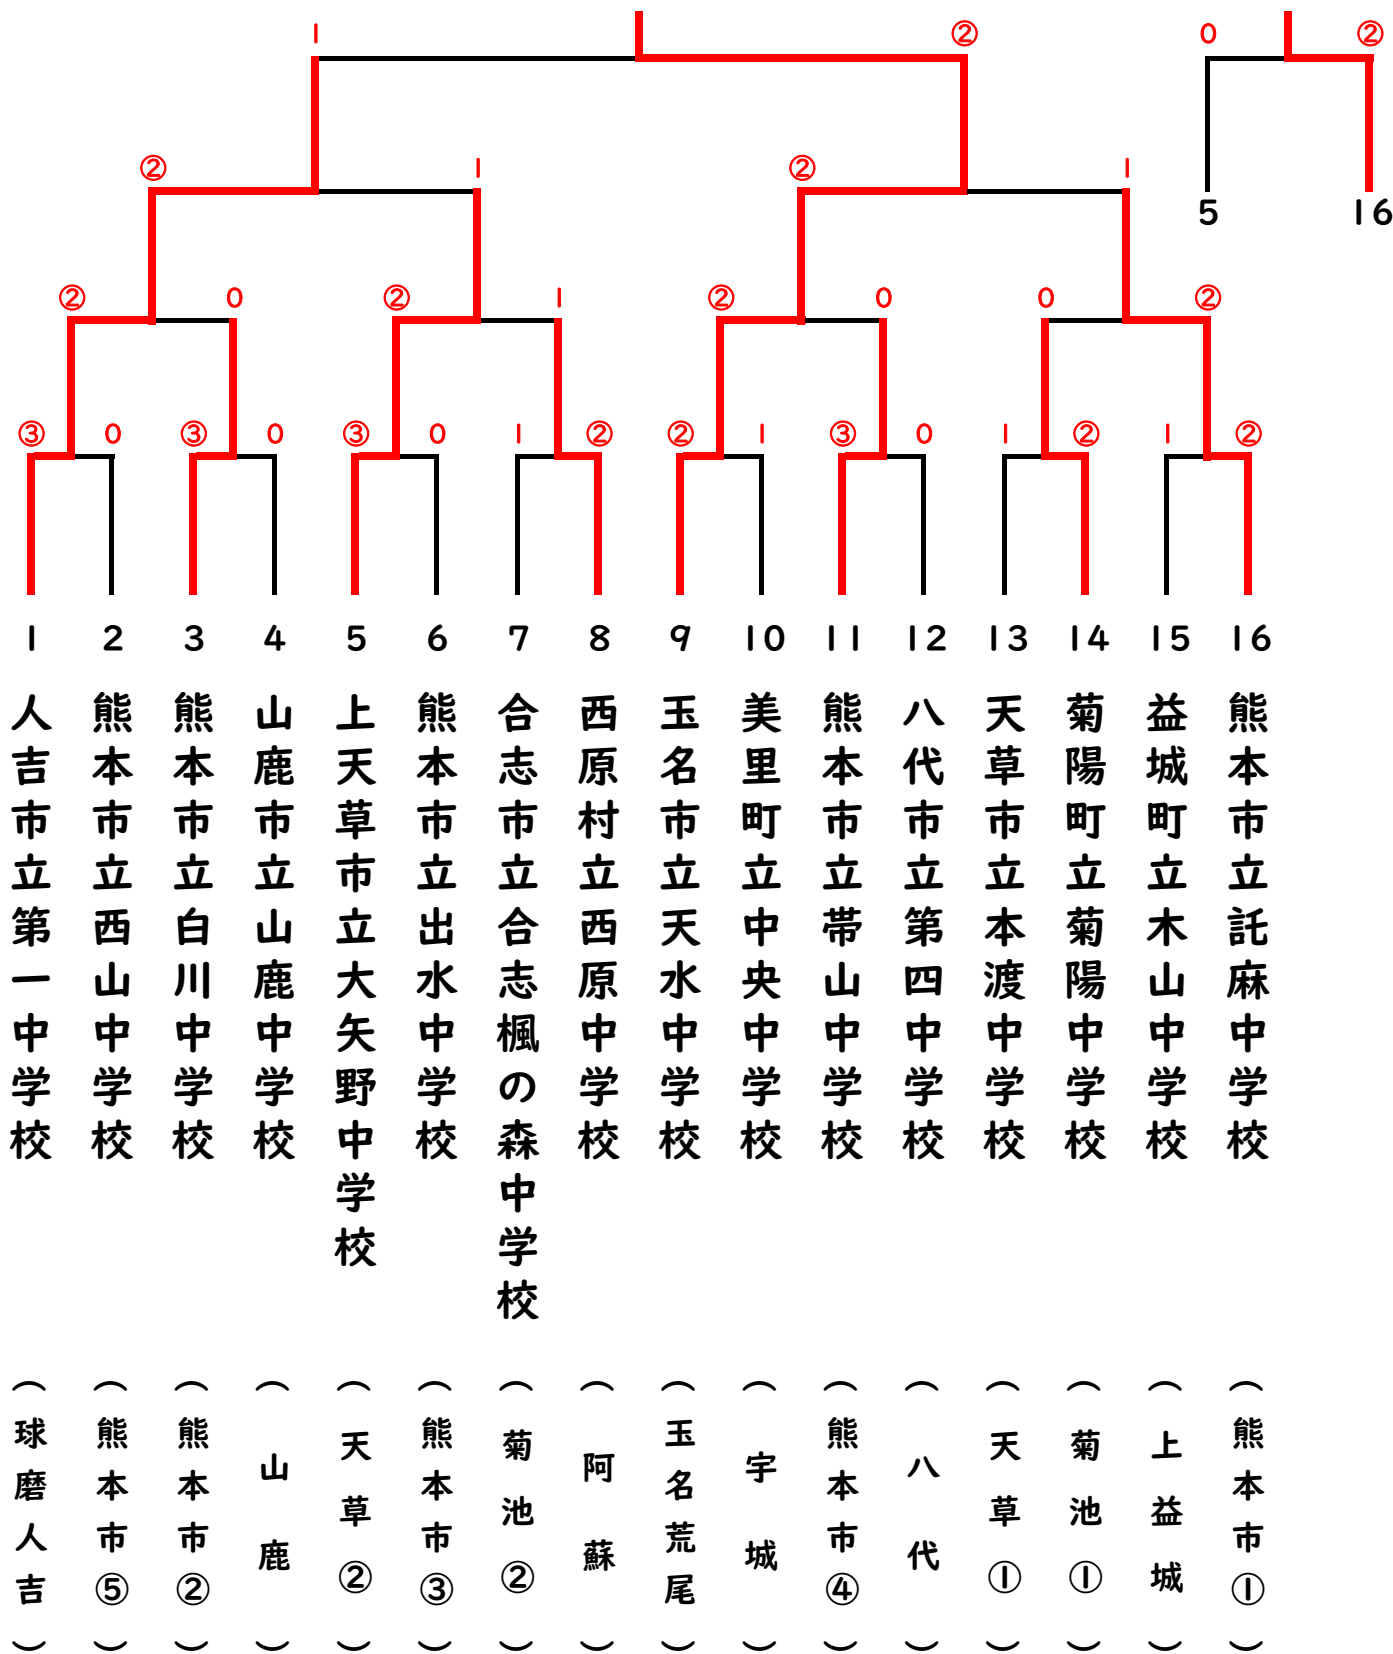 1 ② 0 ②
② 1 ② 1
5 16
② 0 ② 1 ② 0 0 ②
③ 0 ③ 0 ③ 0 1 ② ② 1 ③ 0 1 ② 1 ②
1 2 3 4 5 6 7 8 9 10 11 12 13 14 15 16
人吉市立第一中学校
熊本市立西山中学校
熊本市立白川中学校
山鹿市立山鹿中学校
上天草市立大矢野中学校
熊本市立出水中学校
合志市立合志楓の森中学校
西原村立西原中学校
玉名市立天水中学校
美里町立中央中学校
熊本市立帯山中学校
八代市立第四中学校
天草市立本渡中学校
菊陽町立菊陽中学校
益城町立木山中学校
熊本市立託麻中学校
（球磨人吉）
（熊本市⑤）
（熊本市②）
（山鹿）
（天草②）
（熊本市③）
（菊池②）
（阿蘇）
（玉名荒尾）
（宇城）
（熊本市④）
（八代）
（天草①）
（菊池①）
（上益城）
（熊本市①）